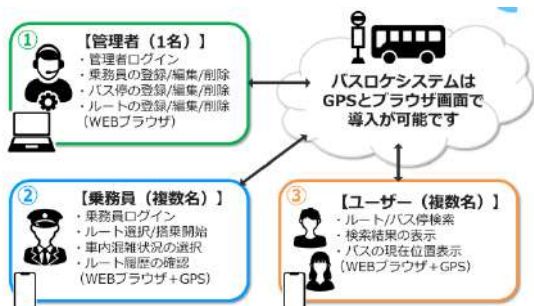 ①
【管理者（1名）】
・管理者ログイン
・乗務員の登録/編集/削除
・バス停の登録/編集/削除
・ルートの登録/編集/削除
（WEBブラウザ）
バスロケシステムは
GPSとブラウザ画面で
導入が可能です
②
【乗務員（複数名）】
・乗務員ログイン
・ルート選択/搭乗開始
・車内混雑状況の選択
・ルート履歴の確認
（WEBブラウザ+GPS）
③
【ユーザー（複数名）】
・ルート/バス停検索
・検索結果の表示
・バスの現在位置表示
（WEBブラウザ+GPS）